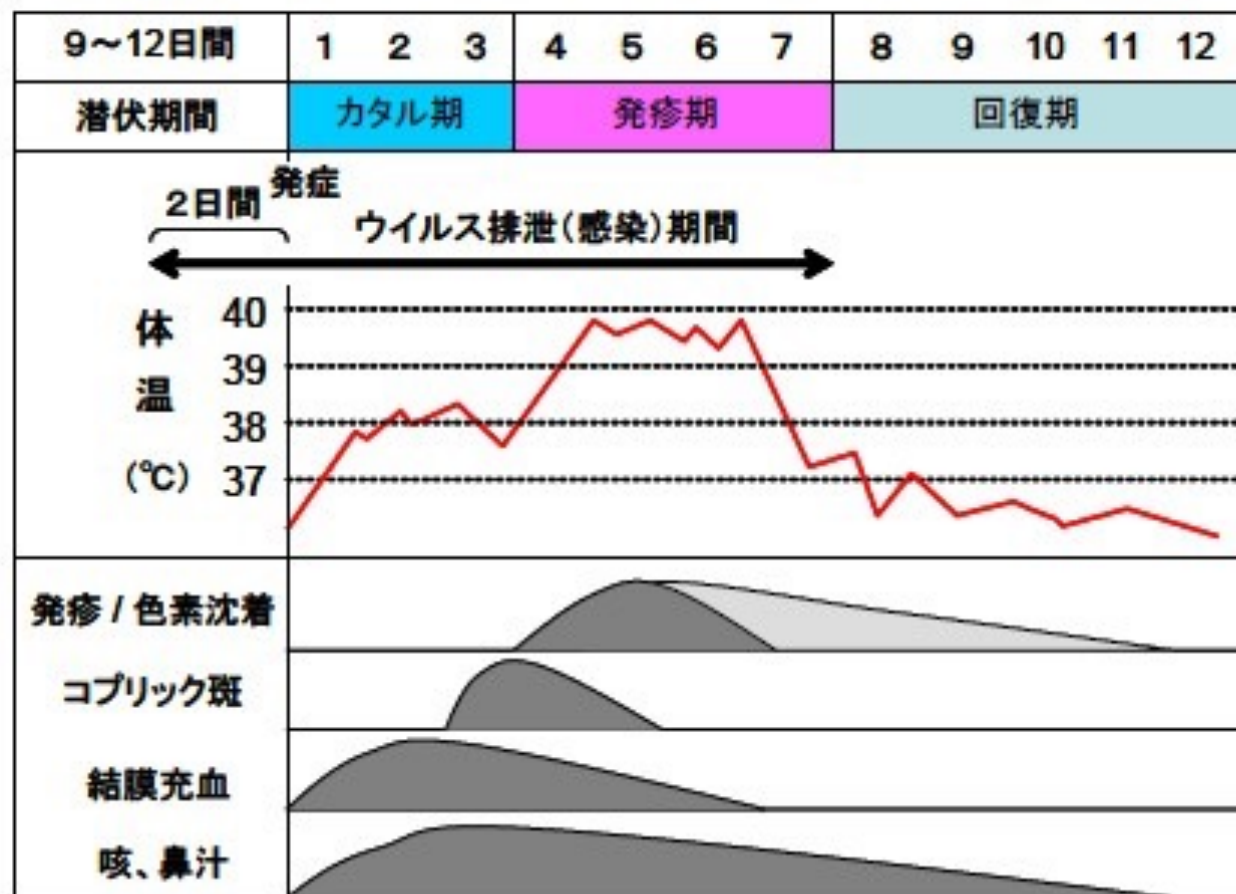 9～12日間 1 2 3 4 5 6 7 8 9 10 11 12
潜伏期間 カタル期 発疹期 回復期
発症
2日間
ウイルス排泄(感染)期間
体温(℃)
40
39
38
37
発疹 / 色素沈着
コプリック斑
結膜充血
咳、鼻汁